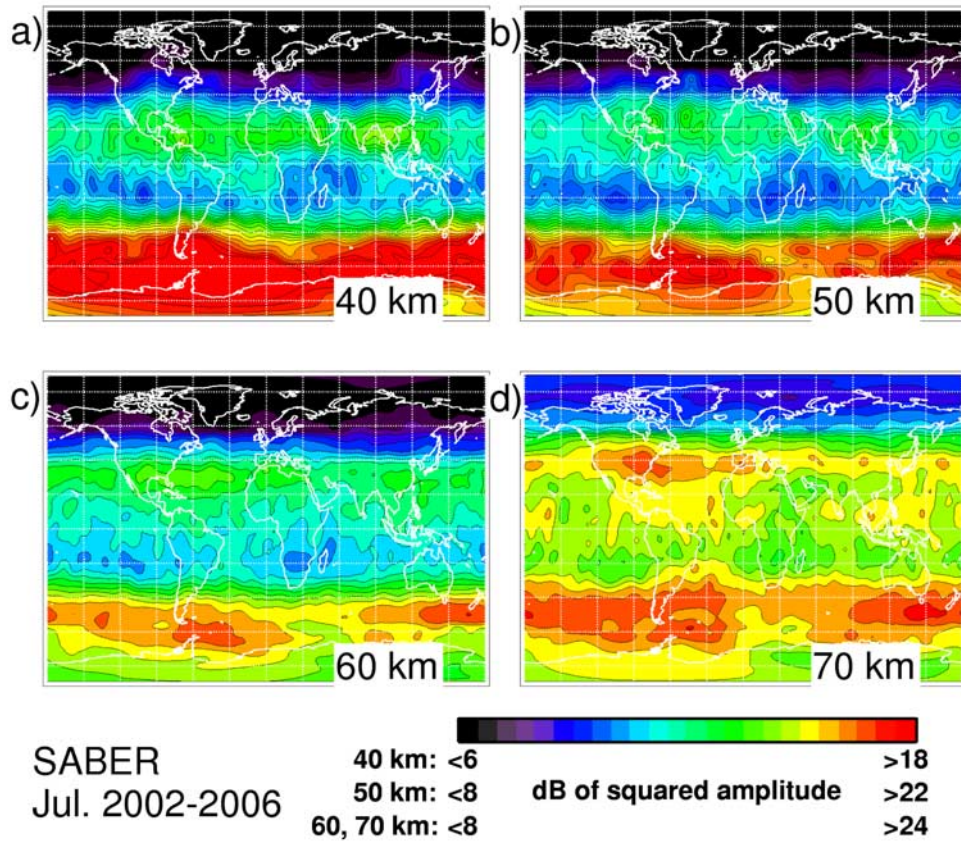 a)
b)
40 km
50 km
c)
d)
60 km
70 km
SABER
Jul. 2002-2006
40 km: <6 >18
50 km: <8 dB of squared amplitude >22
60, 70 km: <8 >24